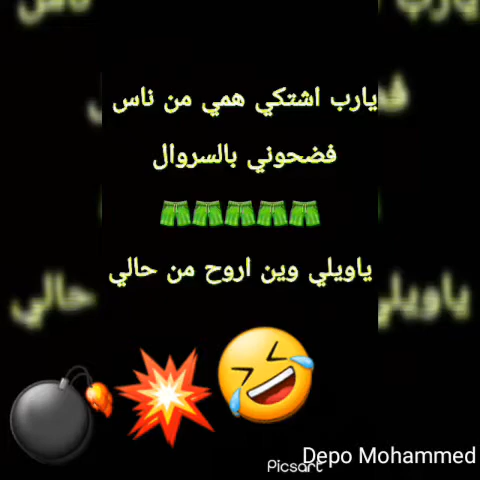 يارب اشتكي همي من ناس
فضحوني بالسروال
🩳🩳🩳🩳🩳
ياويلي وين اروح من حالي
Depo Mohammed
Picsart